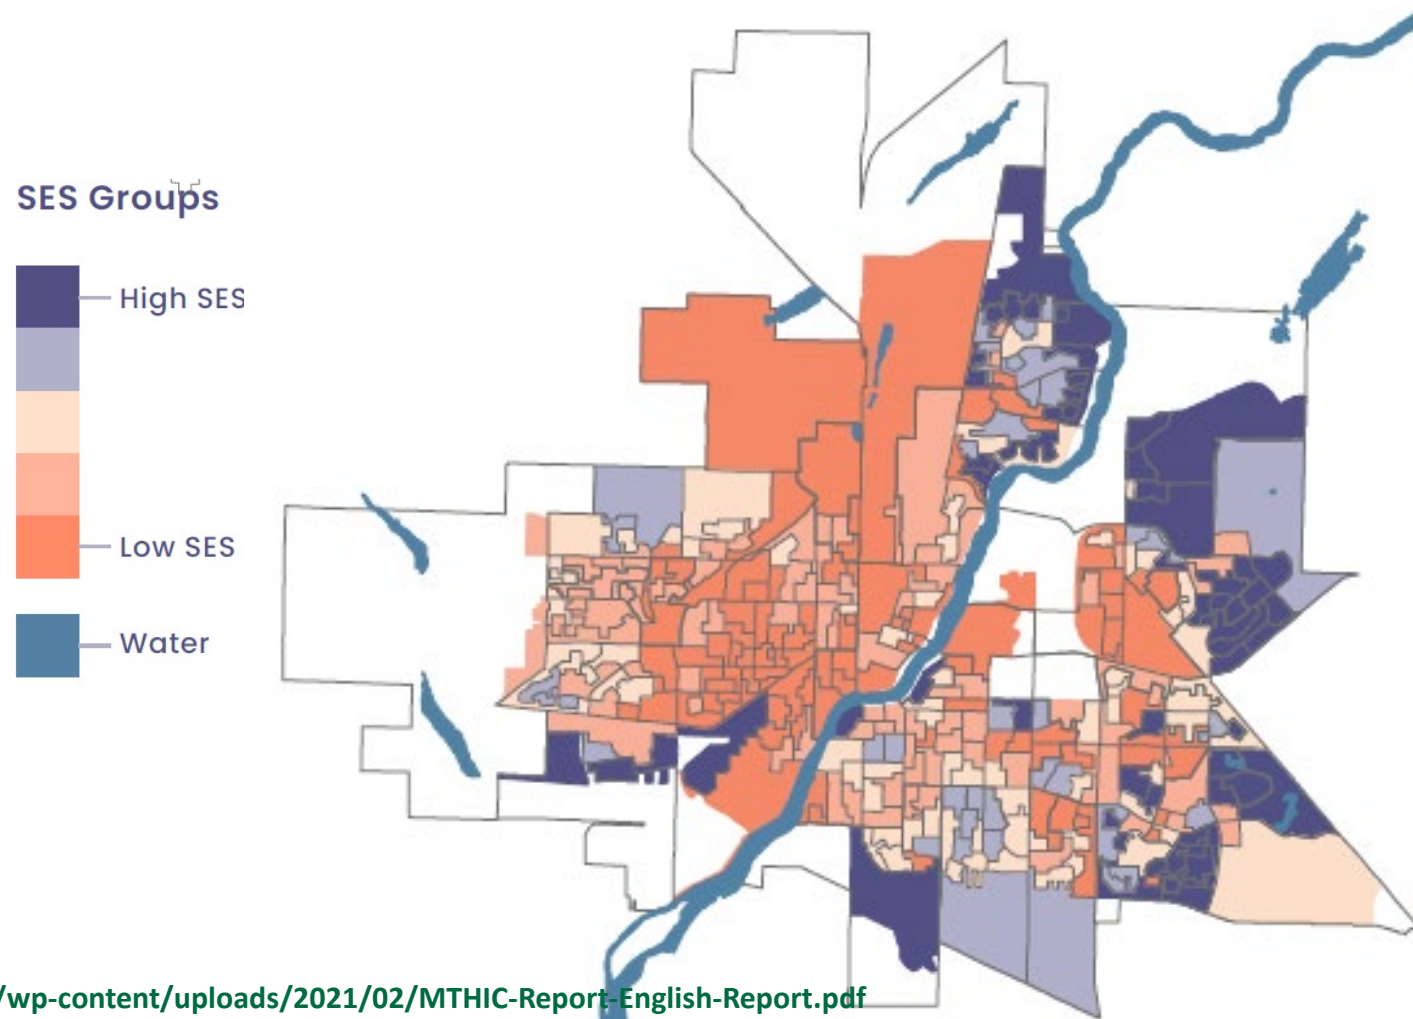 SES Groups
High SES
Low SES
Water
/wp-content/uploads/2021/02/MTHIC-Report-English-Report.pdf